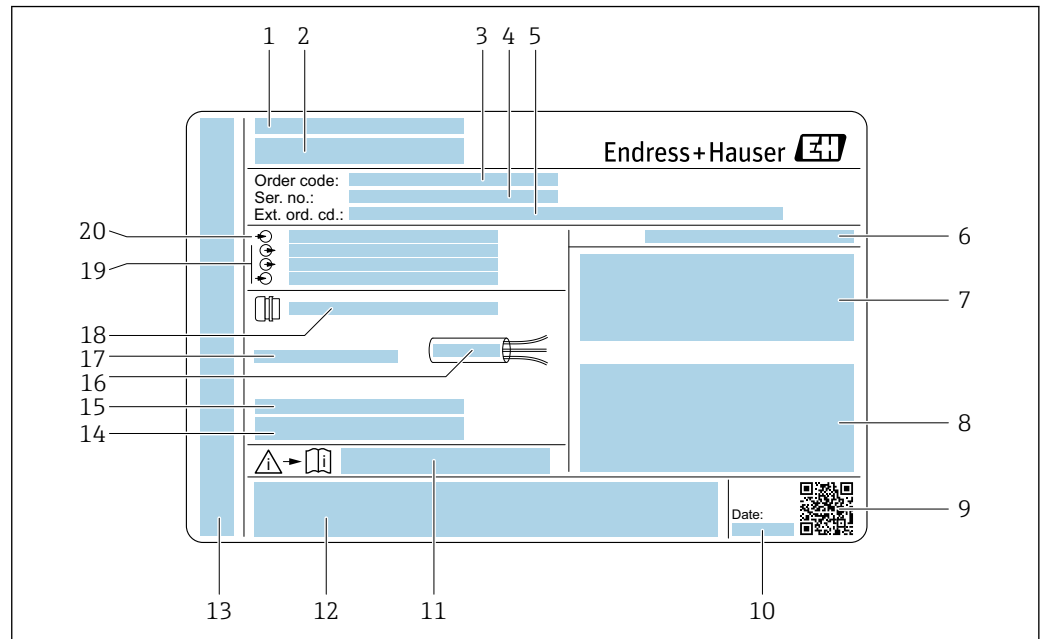 1 2 3 4 5
Endress+Hauser EH
Order code:
Ser. no.:
Ext. ord. cd.:
20
6
19
7
18
17
16
15
14
8
i i
Date:
9
13 12 11 10